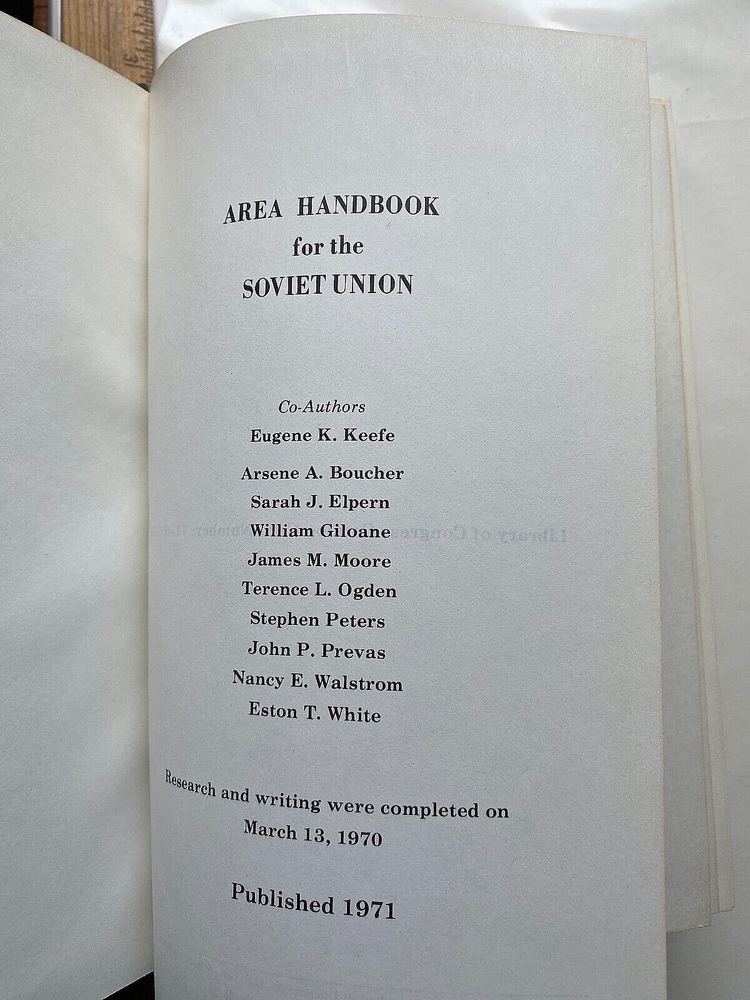 AREA HANDBOOK
for the
SOVIET UNION
Co-Authors
Eugene K. Keefe
Arsene A. Boucher
Sarah J. Elpern
William Giloane
James M. Moore
Terence L. Ogden
Stephen Peters
John P. Prevas
Nancy E. Walstrom
Eston T. White
Research and writing were completed on
March 13, 1970
Published 1971